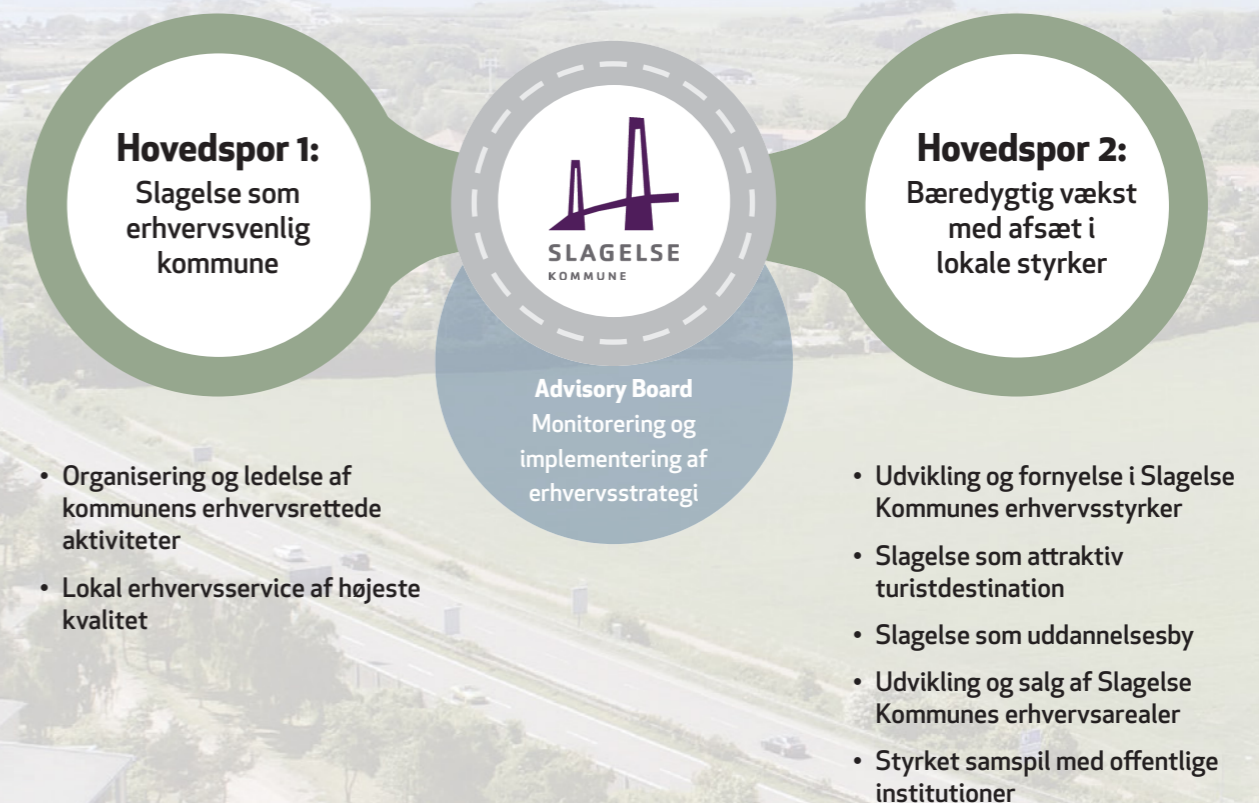 Hovedspor 1:
Slagelse som
erhvervsvenlig
kommune
SLAGELSE
KOMMUNE
Hovedspor 2:
Bæredygtig vækst
med afsæt i
lokale styrker
Advisory Board
Monitorering og
implementering af
erhvervsstrategi
• Organisering og ledelse af
kommunens erhvervsrettede
aktiviteter
• Lokal erhvervsservice af højeste
kvalitet
• Udvikling og fornyelse i Slagelse
Kommunes erhvervsstyrker
• Slagelse som attraktiv
turistdestination
• Slagelse som uddannelsesby
• Udvikling og salg af Slagelse
Kommunes erhvervsarealer
• Styrket samspil med offentlige
institutioner